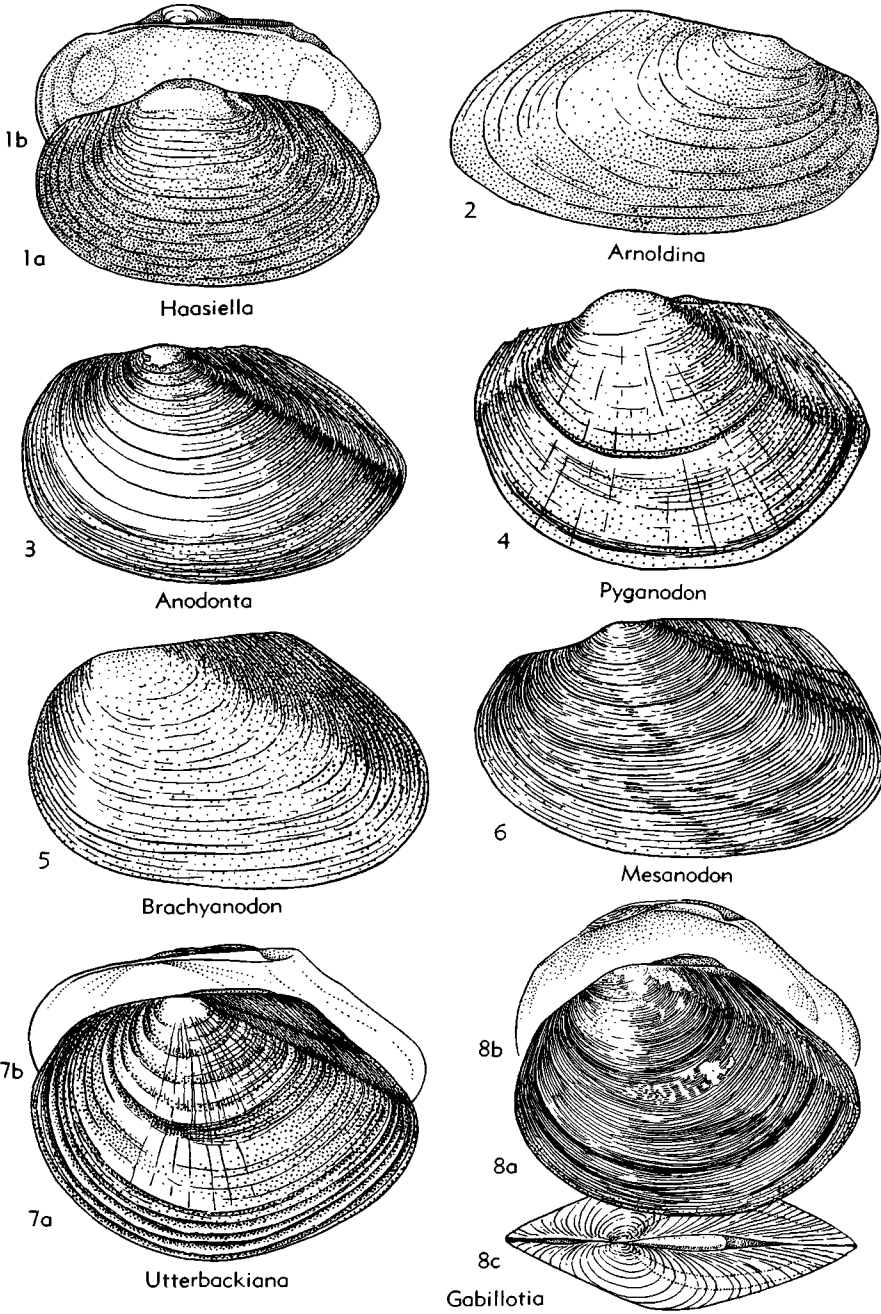 1b
1a
Haasiella
2
Arnoldina
3
Anodonta
4
Pyganodon
5
Brachyanodon
6
Mesanodon
7b
7a
Utterbackiana
8b
8a
8c
Gabillotia